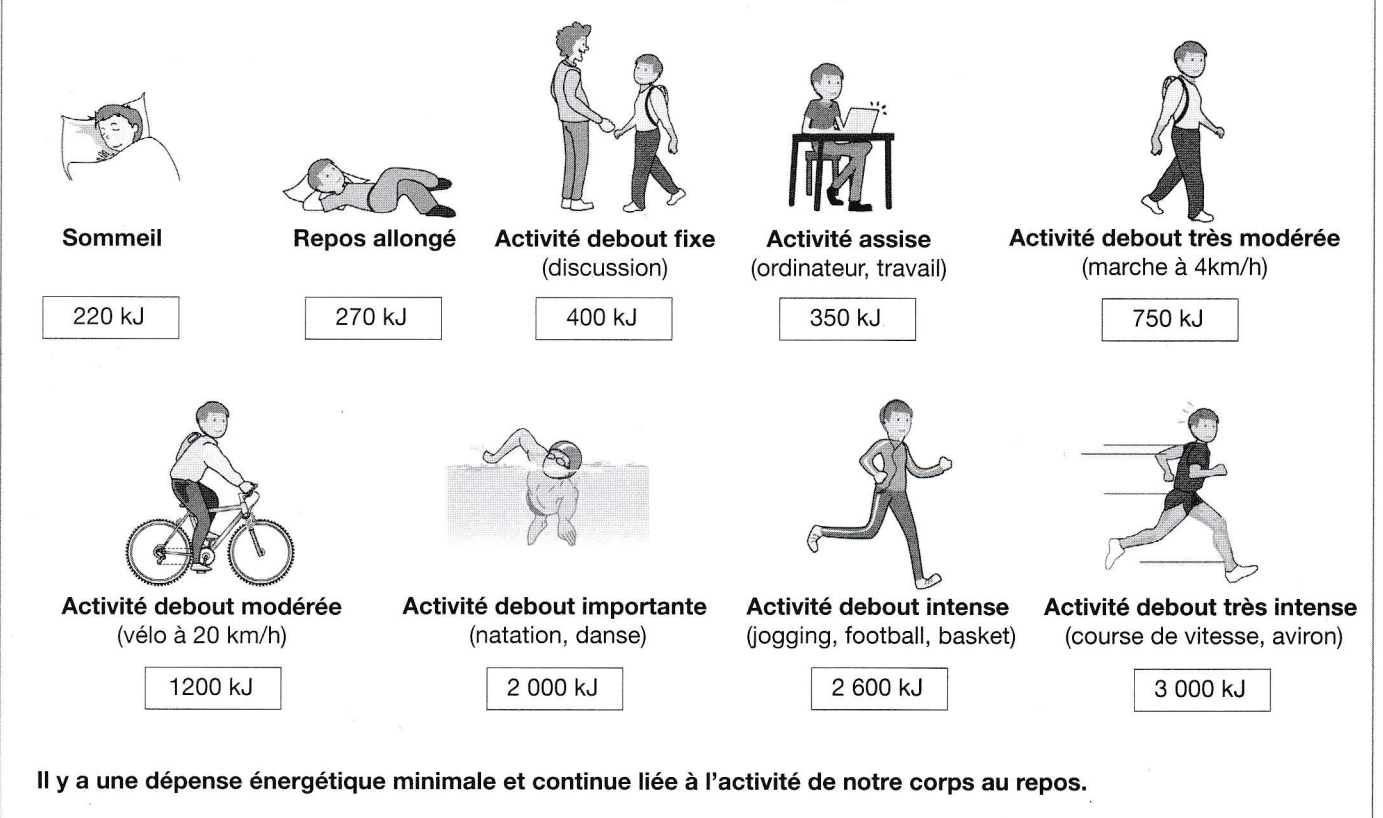 Sommeil
Repos allongé
Activité debout fixe
(discussion)
Activité assise
(ordinateur, travail)
Activité debout très modérée
(marche à 4km/h)
220 kJ
270 kJ
400 kJ
350 kJ
750 kJ
Activité debout modérée
(vélo à 20 km/h)
Activité debout importante
(natation, danse)
Activité debout intense
(jogging, football, basket)
Activité debout très intense
(course de vitesse, aviron)
1200 kJ
2 000 kJ
2 600 kJ
3 000 kJ
Il y a une dépense énergétique minimale et continue liée à l'activité de notre corps au repos.